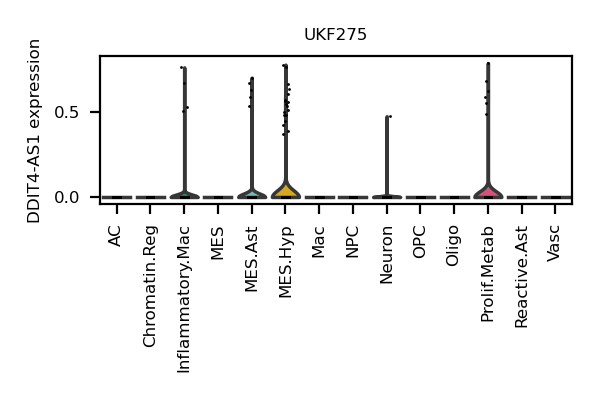 UKF275
DDIT4-AS1 expression
0.5
0.0
AC
Chromatin.Reg
Inflammatory.Mac
MES
MES.Ast
MES.Hyp
Mac
NPC
Neuron
OPC
Oligo
Prolif.Metab
Reactive.Ast
Vasc